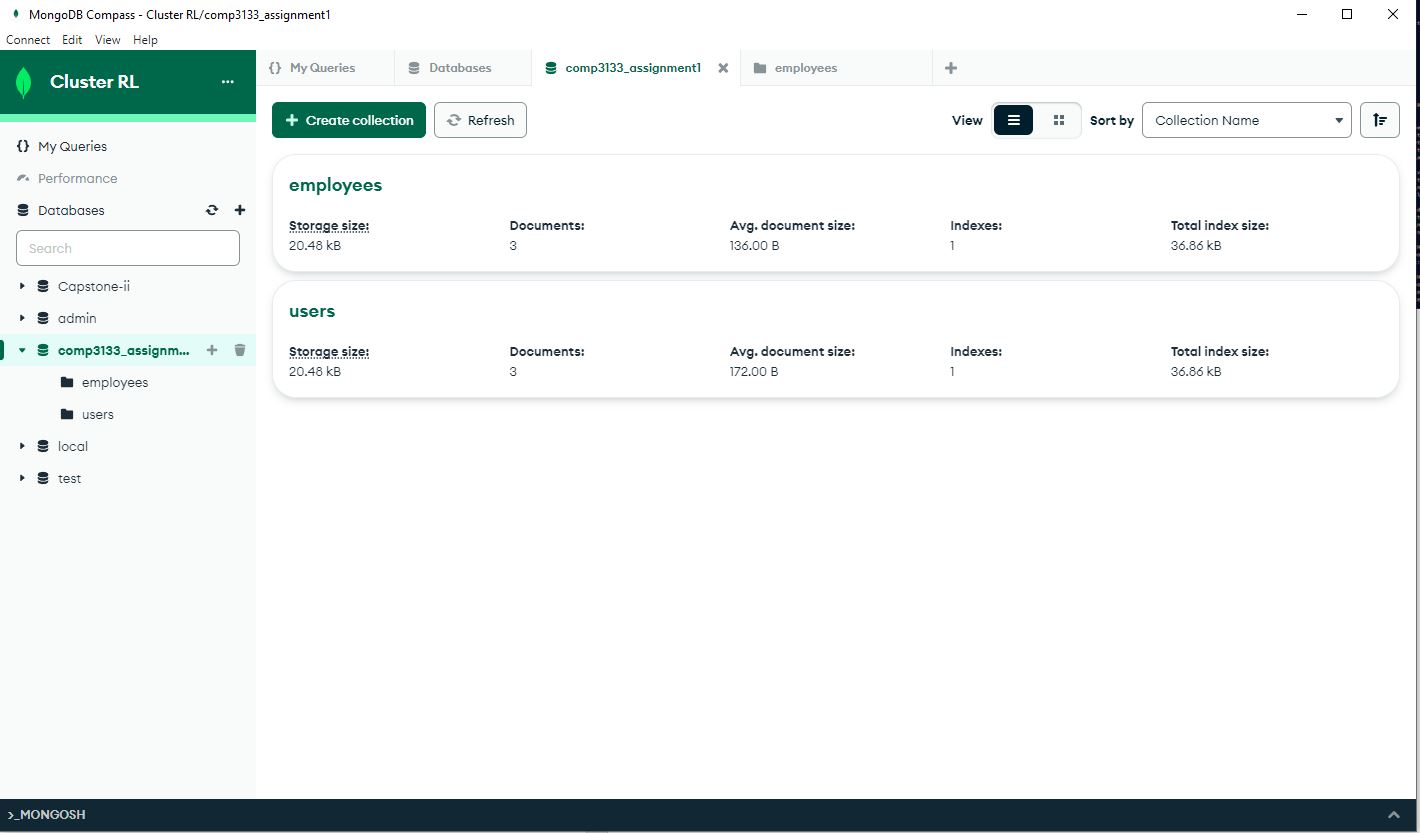 MongoDB Compass - Cluster RL/comp3133_assignment1
Connect Edit View Help
Cluster RL
...
{} My Queries
Performance
Databases
Search
Capstone-ii
admin
comp3133_assignm...
employees
users
local
test
{} My Queries Databases comp3133_assignment1 employees
+ Create collection Refresh View Sort by Collection Name
employees
Storage size: Documents: Avg. document size: Indexes: Total index size:
20.48 kB 3 136.00 B 1 36.86 kB
users
Storage size: Documents: Avg. document size: Indexes: Total index size:
20.48 kB 3 172.00 B 1 36.86 kB
>_MONGOSH